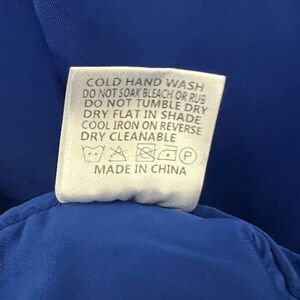 COLD HAND WASH
DO NOT SOAK BLEACH OR RUB
DO NOT TUMBLE DRY
DRY FLAT IN SHADE
COOL IRON ON REVERSE
DRY CLEANABLE
P
MADE IN CHINA